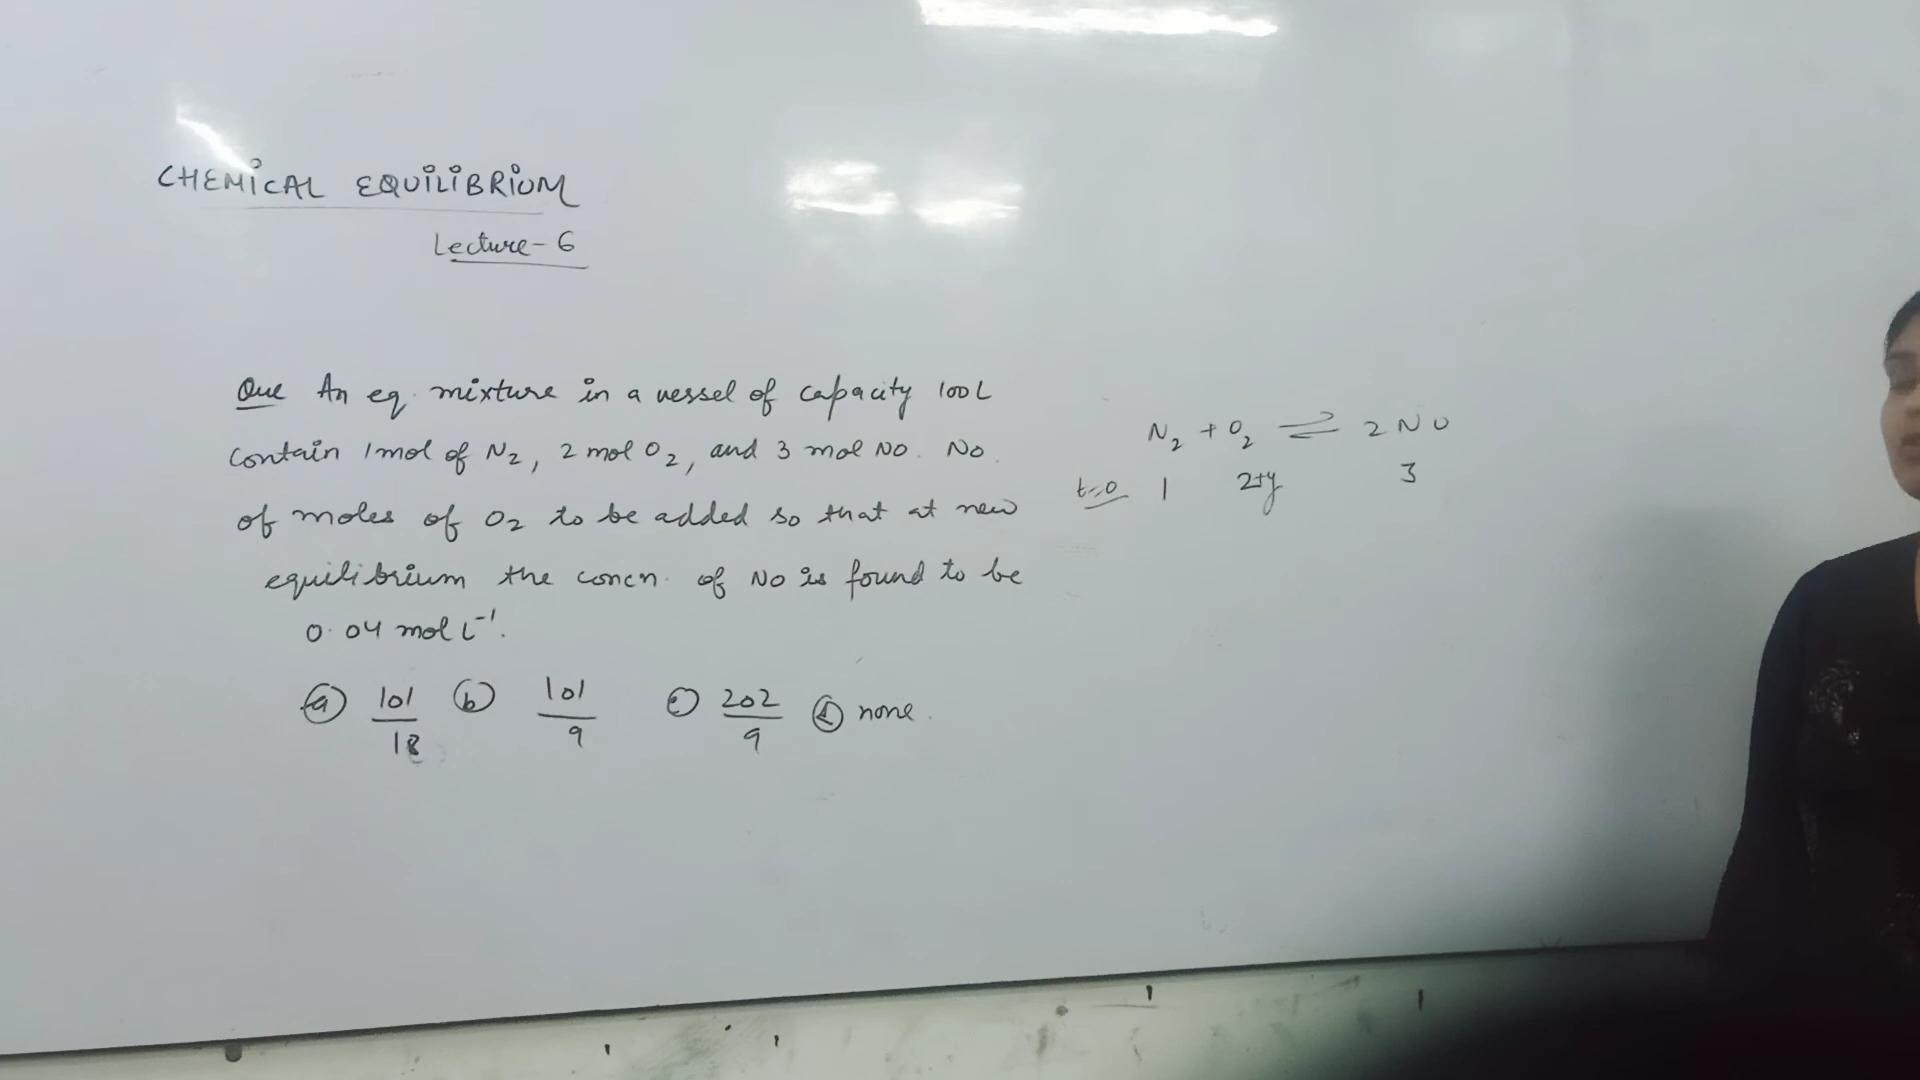 CHEMICAL EQUILIBRIUM
Lecture-6
Que An eq. mixture in a vessel of capacity 100L
contain 1mol of N2, 2 mol O2, and 3 mol NO. No.
of moles of O2 to be added so that at new
equilibrium the concn. of NO is found to be
0.04 mol L⁻¹.
(a) 101/18 (b) 101/9 (c) 202/9 (d) none.
N2 + O2 ⇌ 2NO
t=0 1 2+y 3